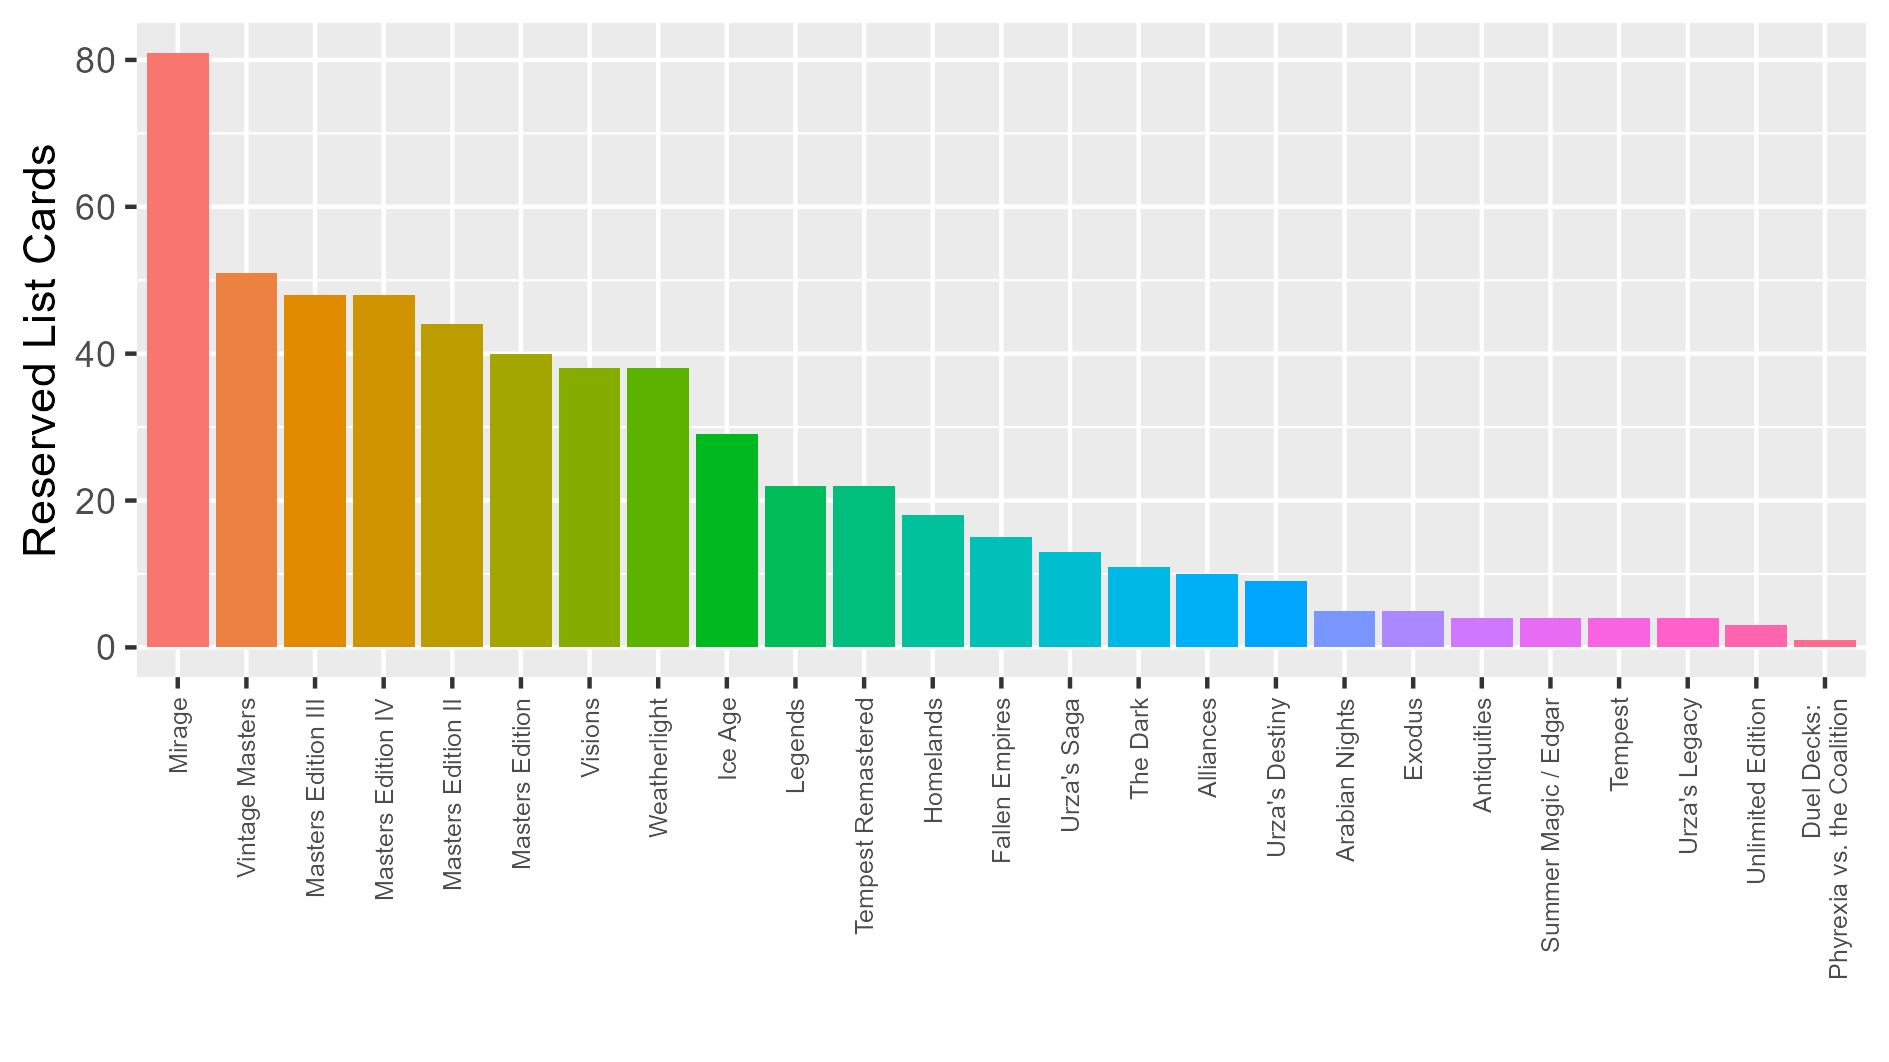 Reserved List Cards
80
60
40
20
0
Mirage
Vintage Masters
Masters Edition III
Masters Edition IV
Masters Edition II
Masters Edition
Visions
Weatherlight
Ice Age
Legends
Tempest Remastered
Homelands
Fallen Empires
Urza's Saga
The Dark
Alliances
Urza's Destiny
Arabian Nights
Exodus
Antiquities
Summer Magic / Edgar
Tempest
Urza's Legacy
Unlimited Edition
Duel Decks:
Phyrexia vs. the Coalition